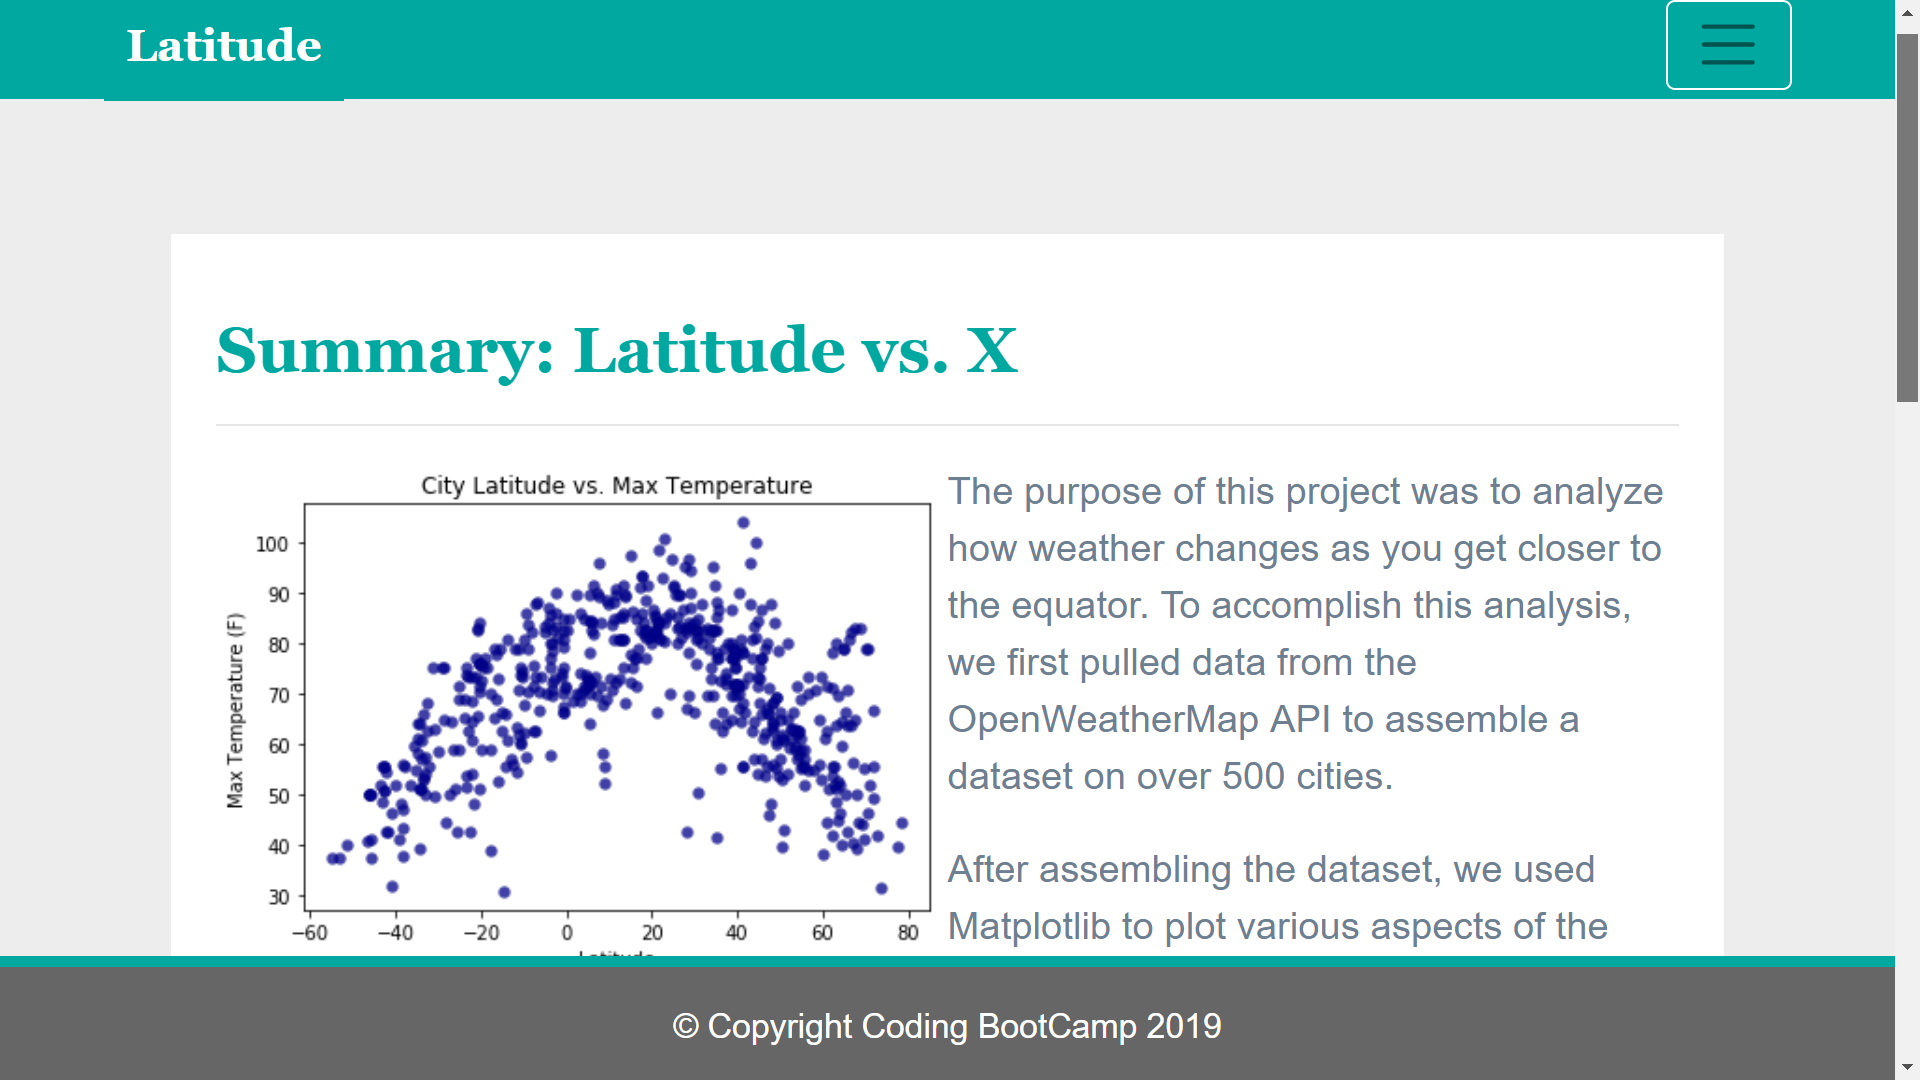 Latitude
Summary: Latitude vs. X
City Latitude vs. Max Temperature
Max Temperature (F)
100
90
80
70
60
50
40
30
−60 −40 −20 0 20 40 60 80
Latitude
The purpose of this project was to analyze
how weather changes as you get closer to
the equator. To accomplish this analysis,
we first pulled data from the
OpenWeatherMap API to assemble a
dataset on over 500 cities.
After assembling the dataset, we used
Matplotlib to plot various aspects of the
© Copyright Coding BootCamp 2019